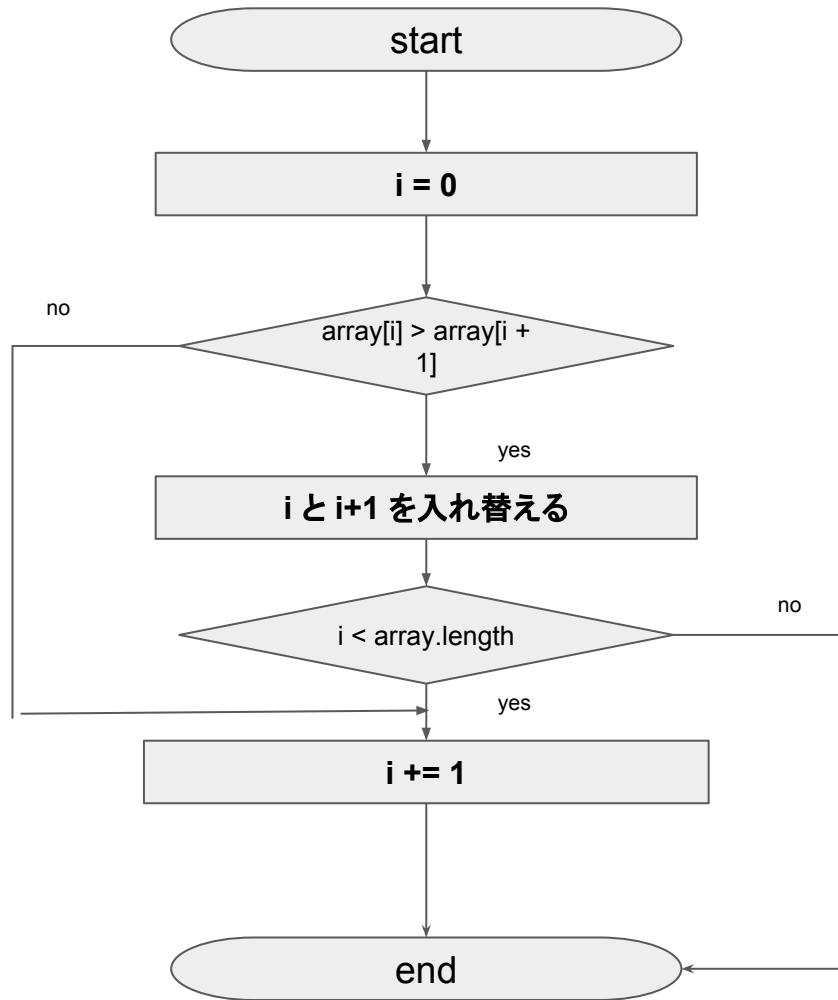 start
i = 0
no
array[i] > array[i +
1]
yes
i と i+1 を入れ替える
no
i < array.length
yes
i += 1
end